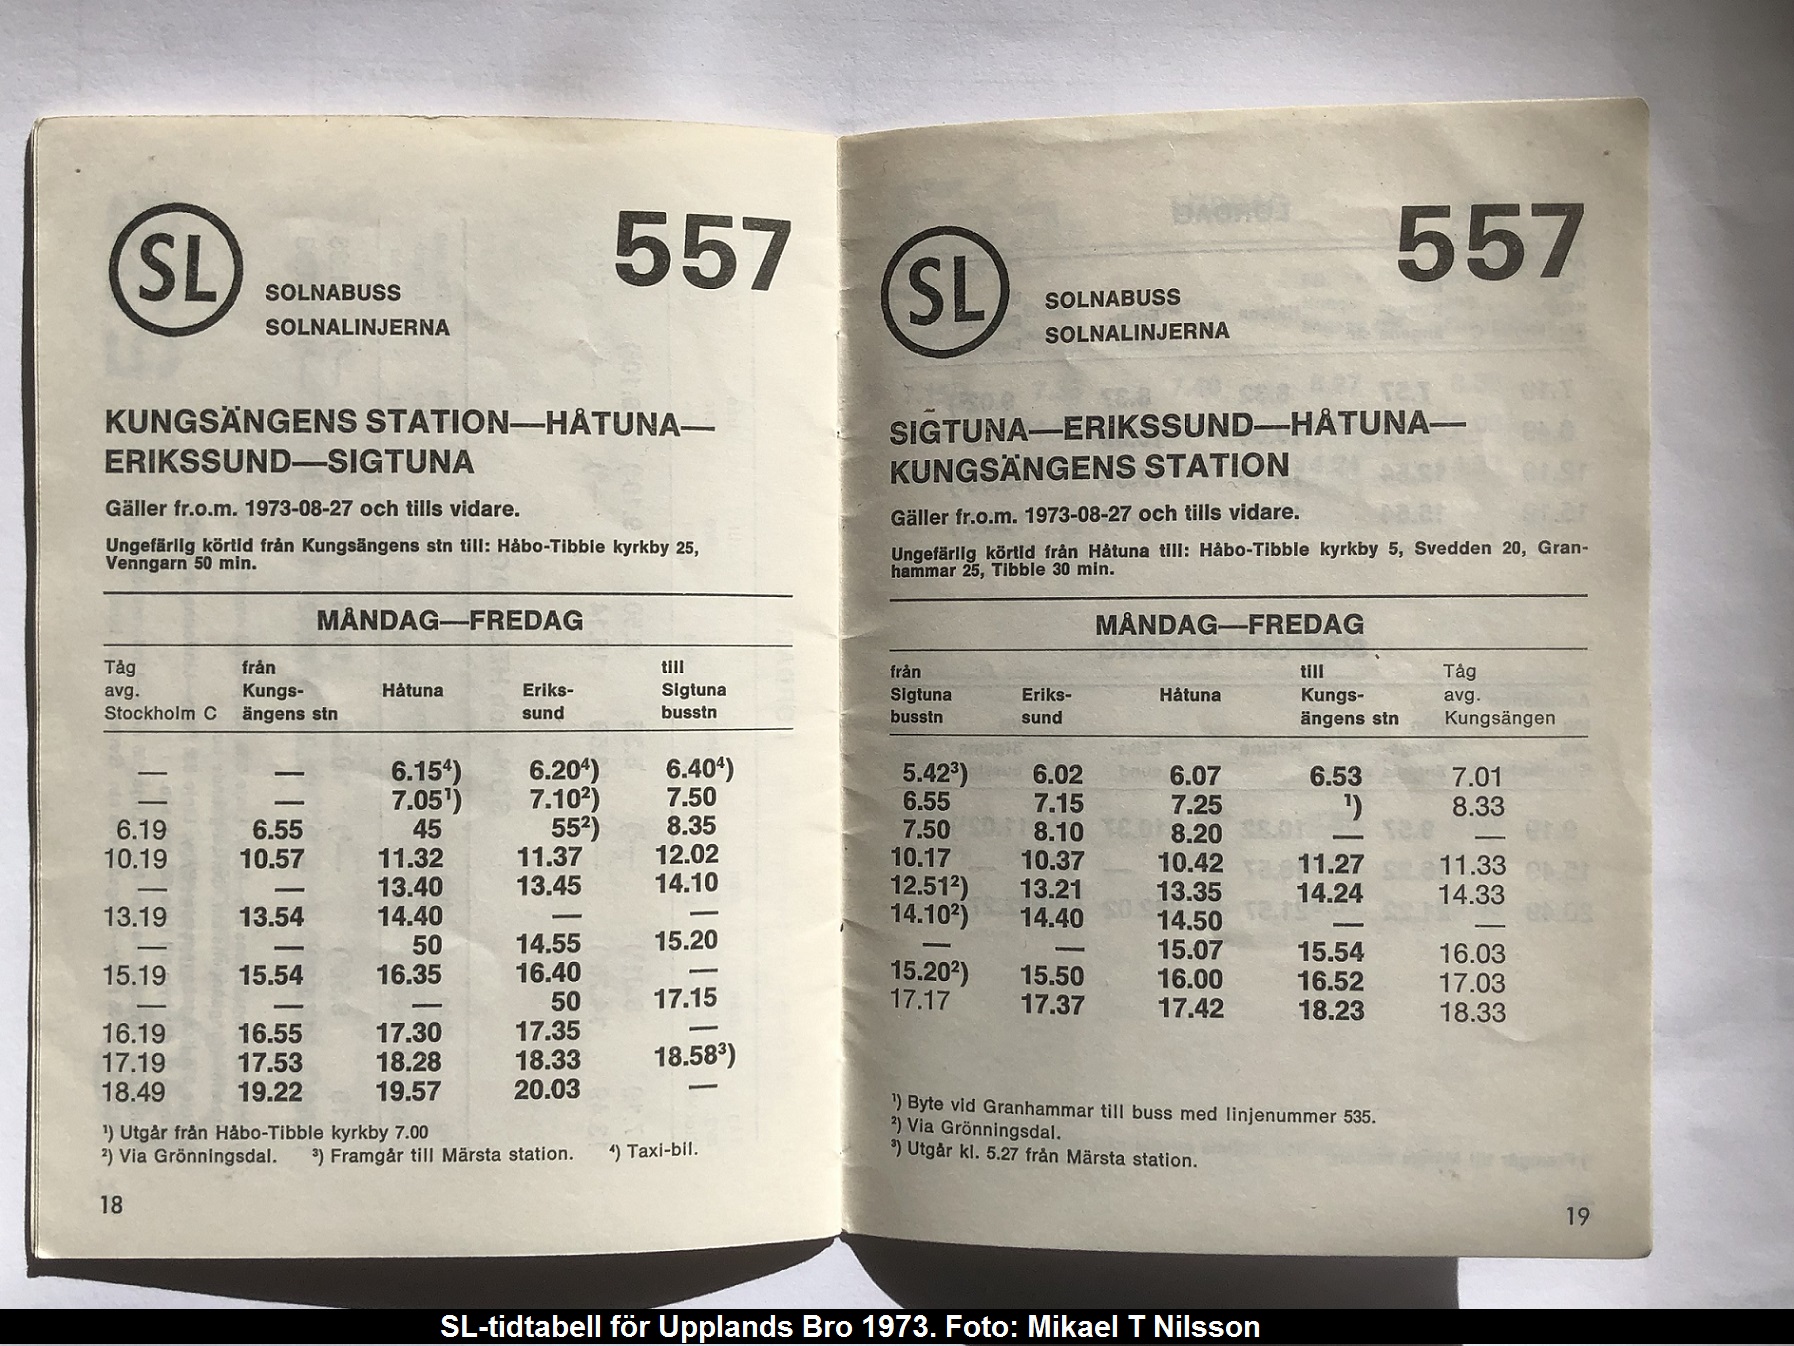 SL
SOLNABUSS
SOLNALINJERNA
557
KUNGSÄNGENS STATION—HÅTUNA—
ERIKSSUND—SIGTUNA
Gäller fr.o.m. 1973-08-27 och tills vidare.
Ungefärlig körtid från Kungsängens stn till: Håbo-Tibble kyrkby 25,
Venngarn 50 min.
MÅNDAG—FREDAG
Tåg från till
avg. Kungs- Håtuna Eriks- Sigtuna
Stockholm C ängens stn sund busstn
— — 6.15⁴) 6.20⁴) 6.40⁴)
— — 7.05¹) 7.10²) 7.50
6.19 6.55 45 55²) 8.35
10.19 10.57 11.32 11.37 12.02
— — 13.40 13.45 14.10
13.19 13.54 14.40 — —
— — 50 14.55 15.20
15.19 15.54 16.35 16.40 —
— — — 50 17.15
16.19 16.55 17.30 17.35 —
17.19 17.53 18.28 18.33 18.58³)
18.49 19.22 19.57 20.03 —
¹) Utgår från Håbo-Tibble kyrkby 7.00
²) Via Grönningsdal. ³) Framgår till Märsta station. ⁴) Taxi-bil.
18
SL
SOLNABUSS
SOLNALINJERNA
557
SIGTUNA—ERIKSSUND—HÅTUNA—
KUNGSÄNGENS STATION
Gäller fr.o.m. 1973-08-27 och tills vidare.
Ungefärlig körtid från Håtuna till: Håbo-Tibble kyrkby 5, Svedden 20, Gran-
hammar 25, Tibble 30 min.
MÅNDAG—FREDAG
från till Tåg
Sigtuna Eriks- Håtuna Kungs- avg.
busstn sund ängens stn Kungsängen
5.42³) 6.02 6.07 6.53 7.01
6.55 7.15 7.25 ¹) 8.33
7.50 8.10 8.20 — —
10.17 10.37 10.42 11.27 11.33
12.51²) 13.21 13.35 14.24 14.33
14.10²) 14.40 14.50 — —
— — 15.07 15.54 16.03
15.20²) 15.50 16.00 16.52 17.03
17.17 17.37 17.42 18.23 18.33
¹) Byte vid Granhammar till buss med linjenummer 535.
²) Via Grönningsdal.
³) Utgår kl. 5.27 från Märsta station.
19
SL-tidtabell för Upplands Bro 1973. Foto: Mikael T Nilsson